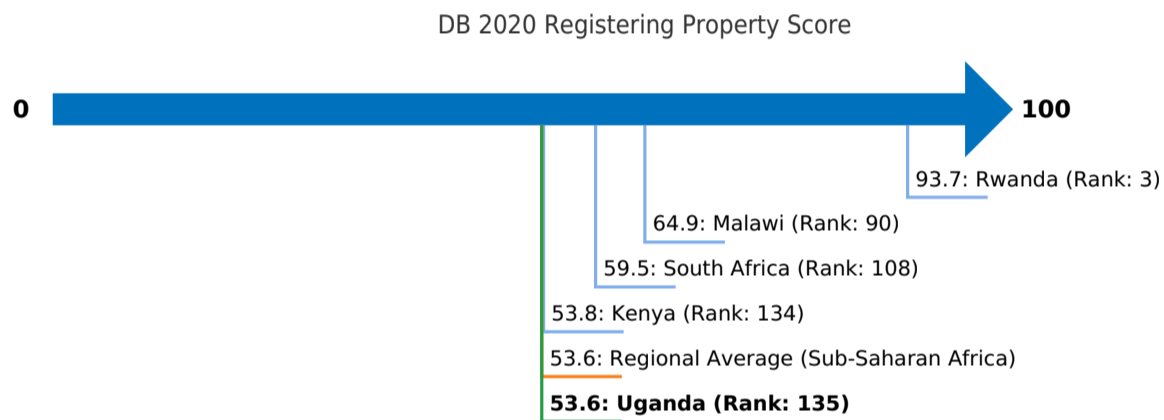 DB 2020 Registering Property Score
0
100
93.7: Rwanda (Rank: 3)
64.9: Malawi (Rank: 90)
59.5: South Africa (Rank: 108)
53.8: Kenya (Rank: 134)
53.6: Regional Average (Sub-Saharan Africa)
53.6: Uganda (Rank: 135)